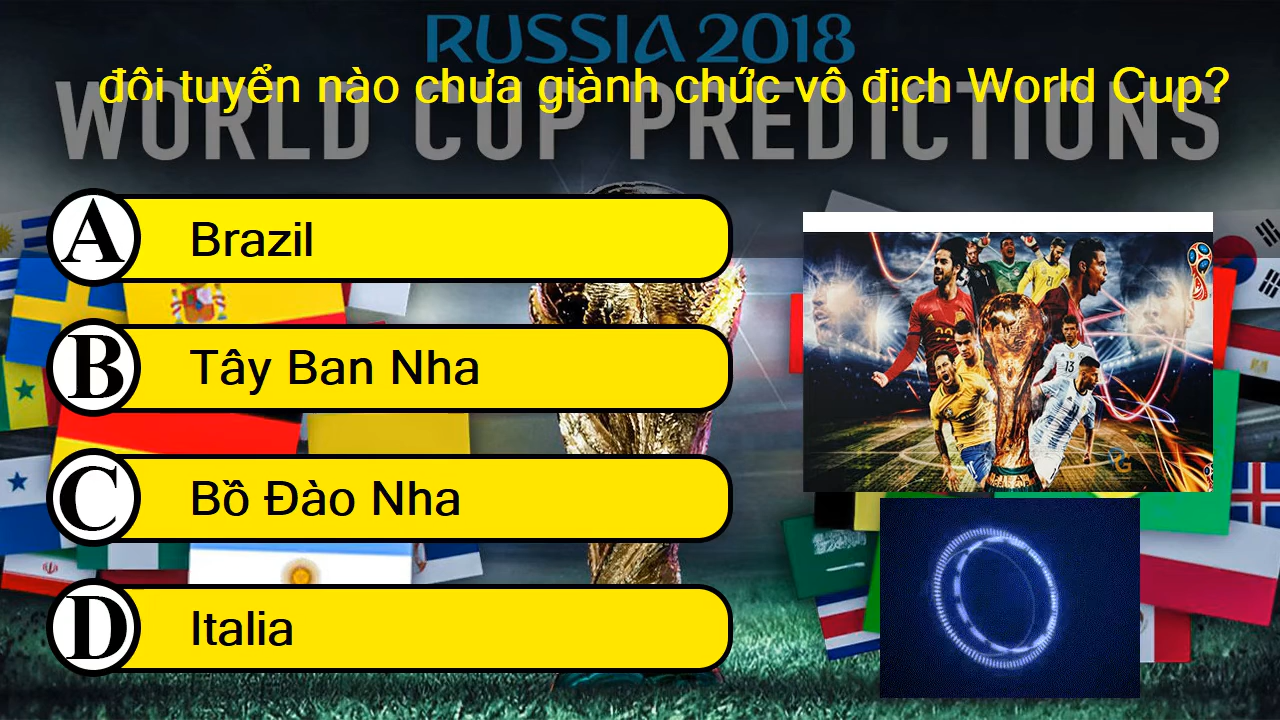 RUSSIA 2018
đôi tuyển nào chưa giành chức vô địch World Cup?
WORLD CUP PREDICTIONS
A Brazil
B Tây Ban Nha
C Bồ Đào Nha
D Italia
13